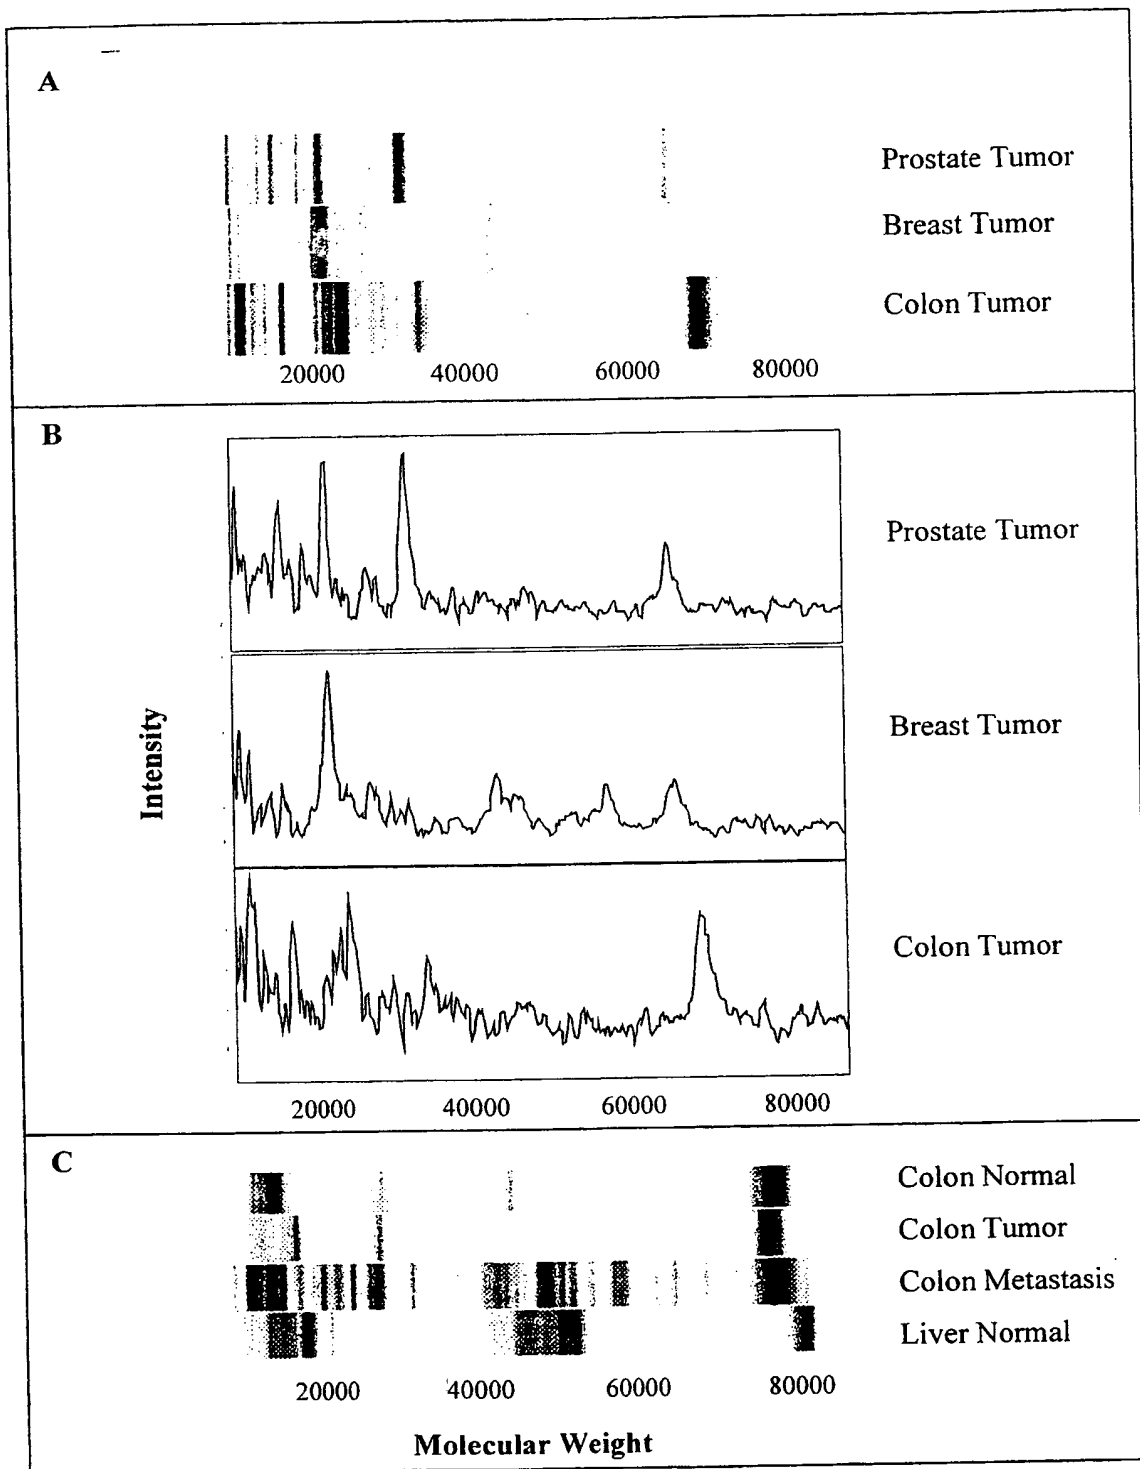 A
Prostate Tumor
Breast Tumor
Colon Tumor
20000 40000 60000 80000
B
Prostate Tumor
Breast Tumor
Intensity
Colon Tumor
20000 40000 60000 80000
C
Colon Normal
Colon Tumor
Colon Metastasis
Liver Normal
20000 40000 60000 80000
Molecular Weight